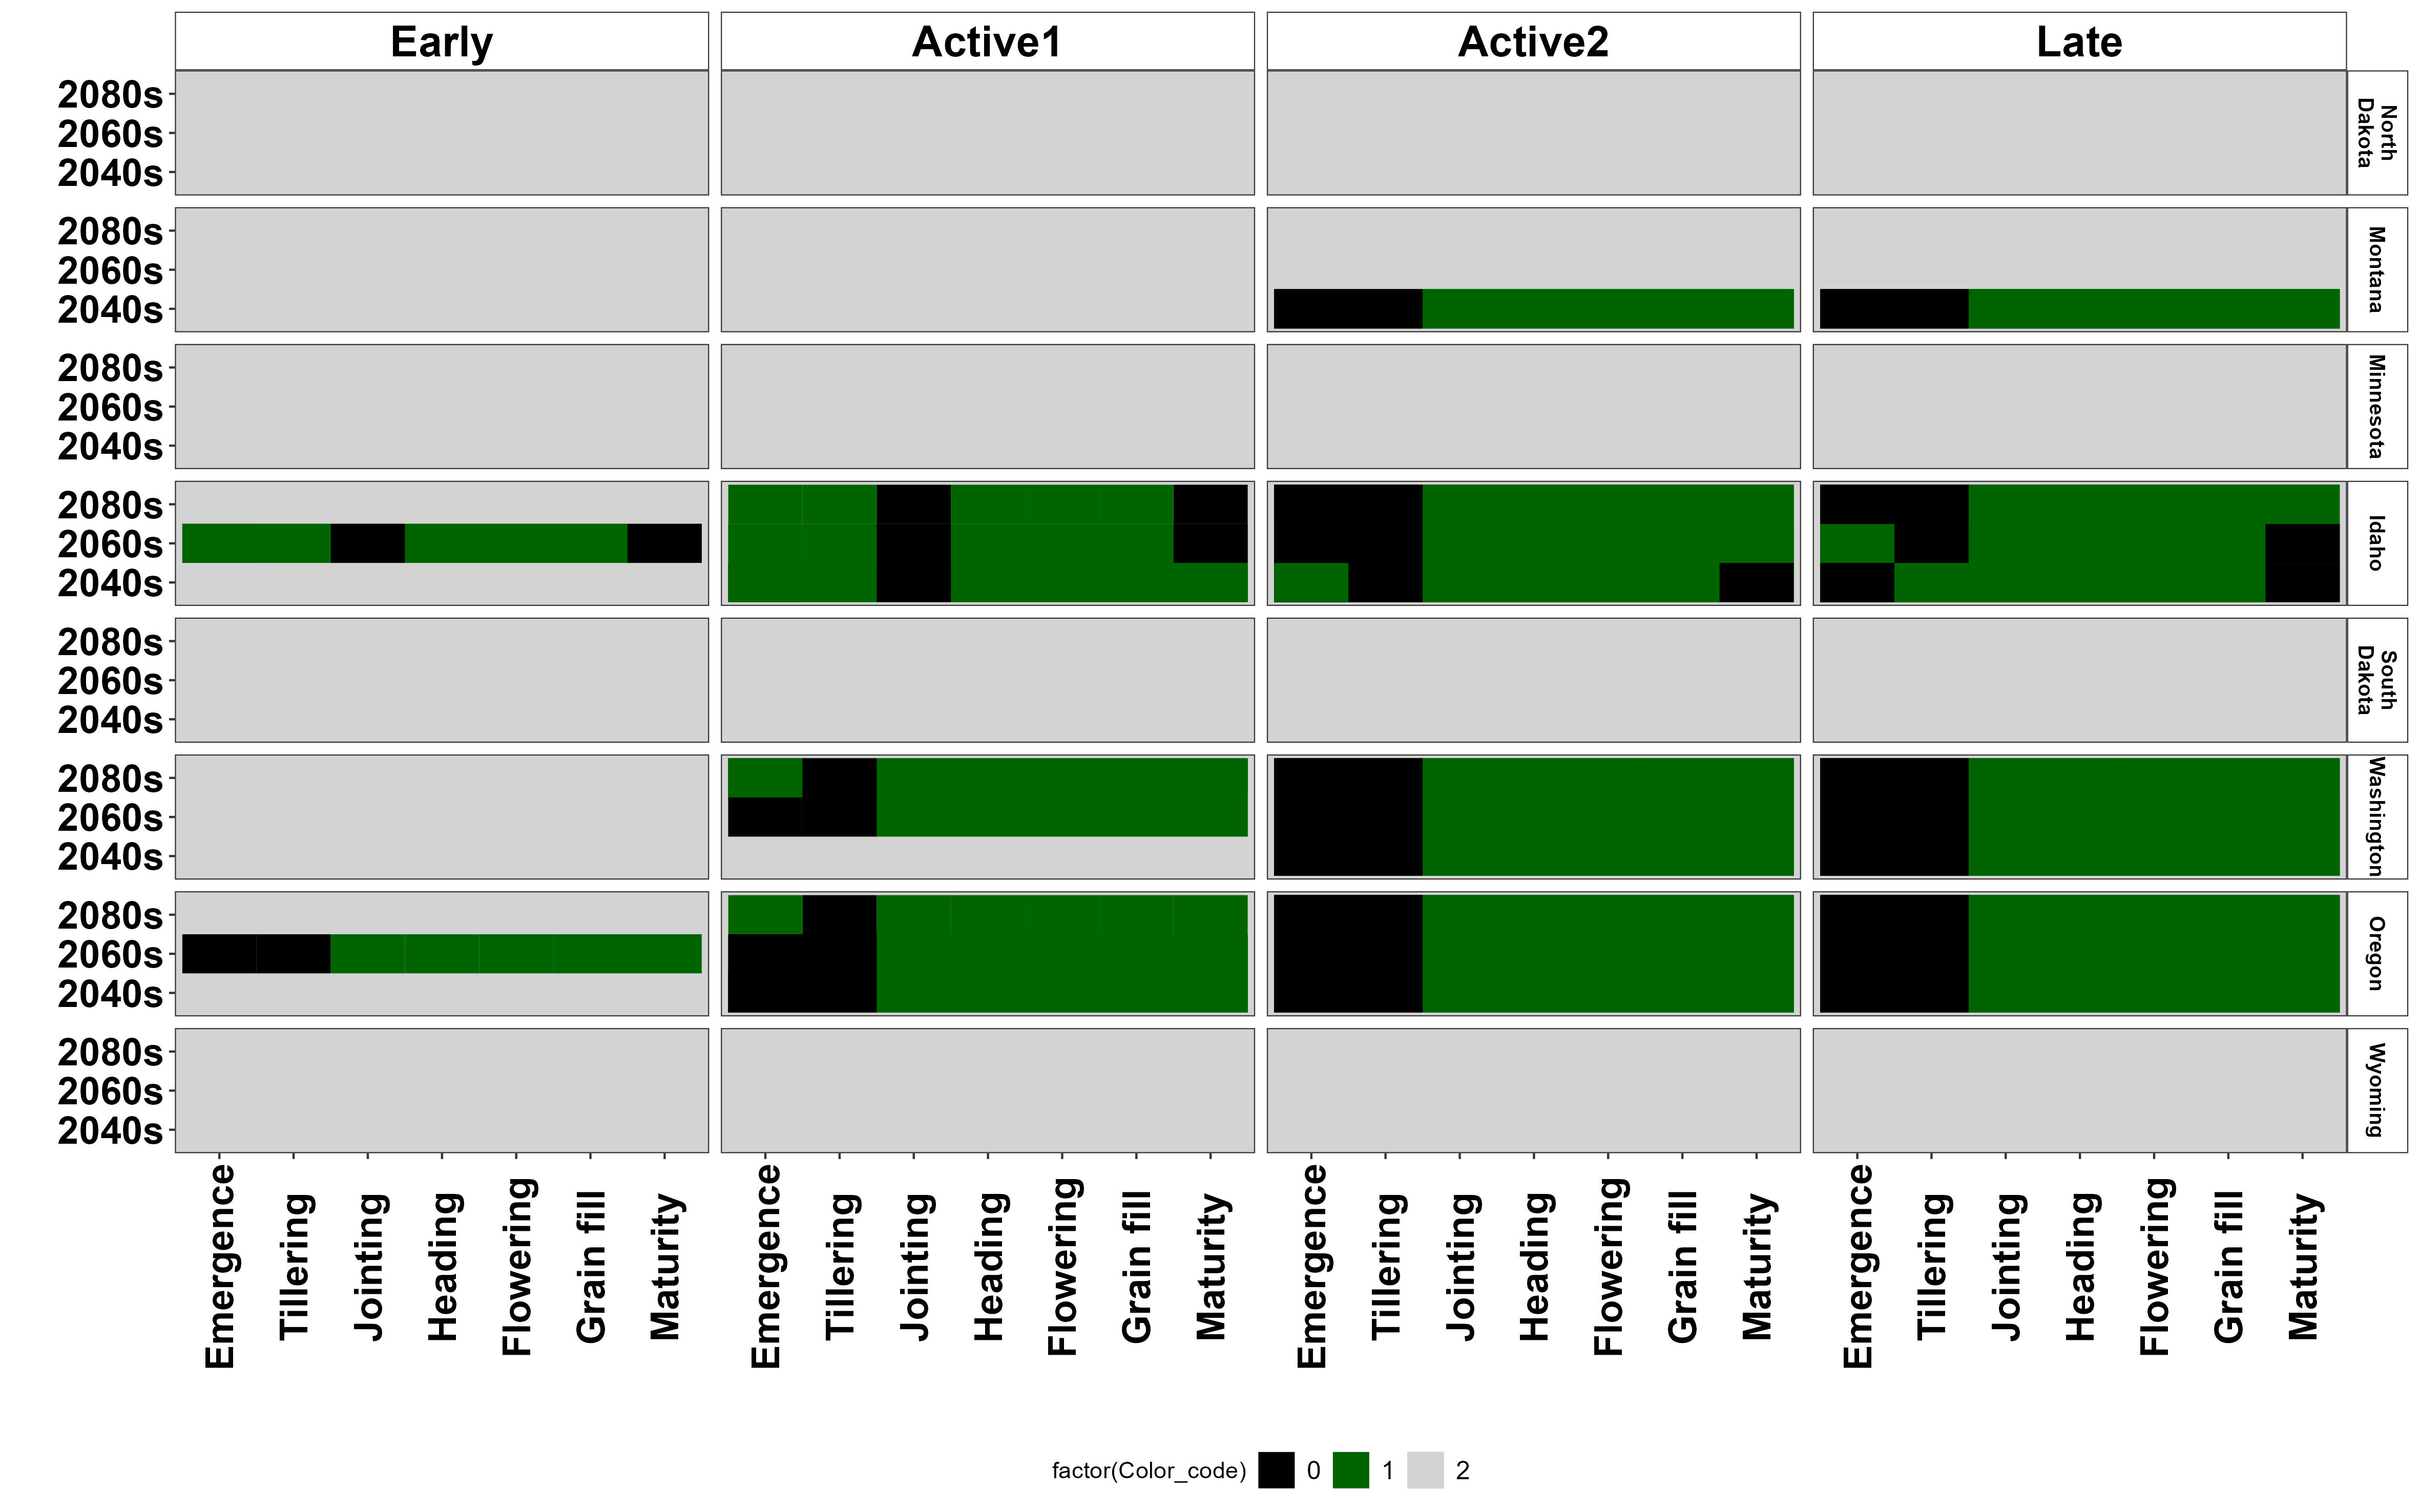 Early
Active1
Active2
Late
2080s
2060s
2040s
North
Dakota
2080s
2060s
2040s
Montana
2080s
2060s
2040s
Minnesota
2080s
2060s
2040s
Idaho
2080s
2060s
2040s
South
Dakota
2080s
2060s
2040s
Washington
2080s
2060s
2040s
Oregon
2080s
2060s
2040s
Wyoming
Emergence
Tillering
Jointing
Heading
Flowering
Grain fill
Maturity
Emergence
Tillering
Jointing
Heading
Flowering
Grain fill
Maturity
Emergence
Tillering
Jointing
Heading
Flowering
Grain fill
Maturity
Emergence
Tillering
Jointing
Heading
Flowering
Grain fill
Maturity
factor(Color_code) 0 1 2